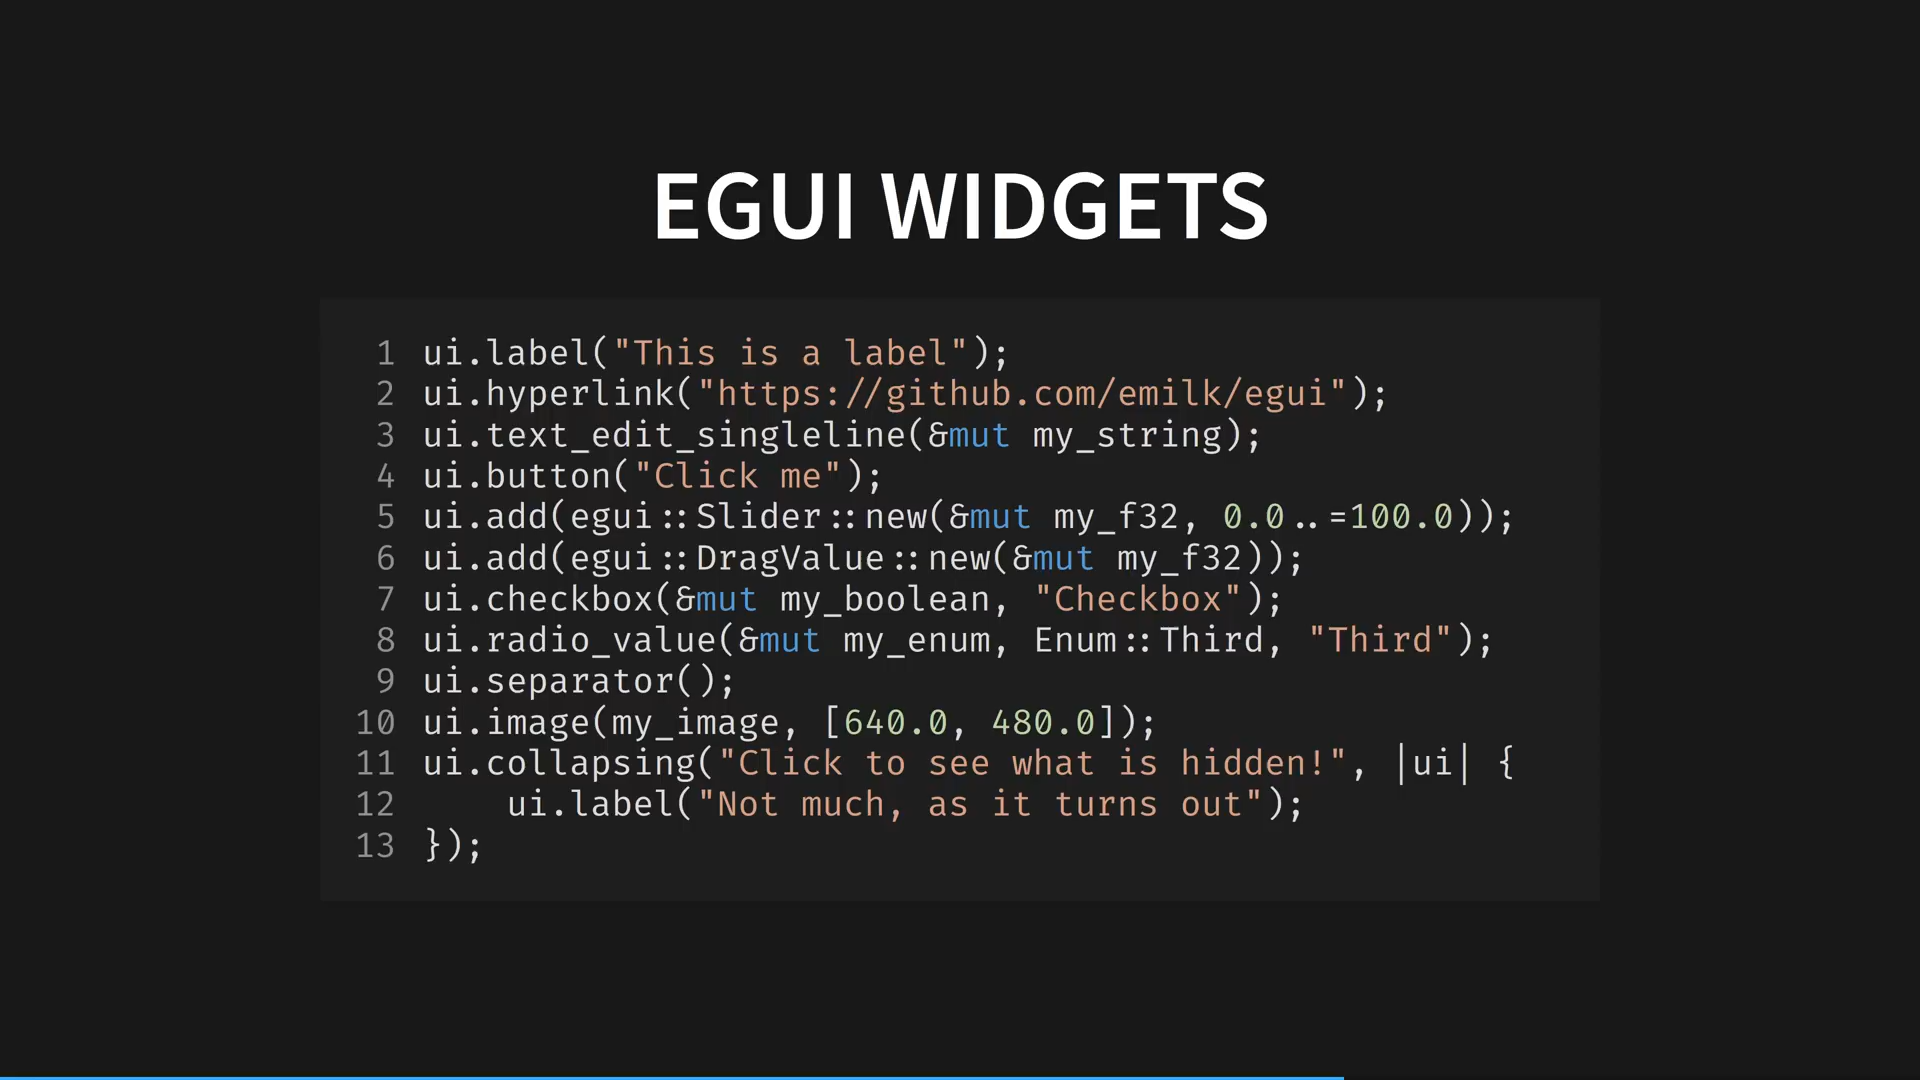 EGUI WIDGETS
1 ui.label("This is a label");
2 ui.hyperlink("https://github.com/emilk/egui");
3 ui.text_edit_singleline(&mut my_string);
4 ui.button("Click me");
5 ui.add(egui::Slider::new(&mut my_f32, 0.0..=100.0));
6 ui.add(egui::DragValue::new(&mut my_f32));
7 ui.checkbox(&mut my_boolean, "Checkbox");
8 ui.radio_value(&mut my_enum, Enum::Third, "Third");
9 ui.separator();
10 ui.image(my_image, [640.0, 480.0]);
11 ui.collapsing("Click to see what is hidden!", |ui| {
12     ui.label("Not much, as it turns out");
13 });